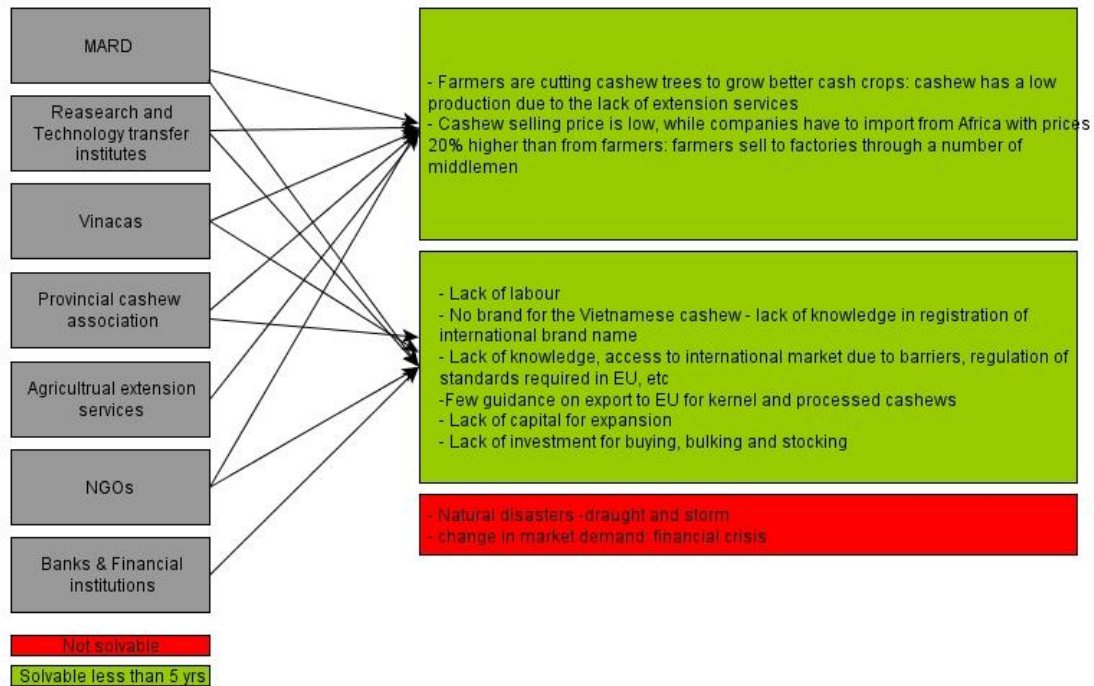 MARD
Reasearch and
Technology transfer
institutes
Vinacas
Provincial cashew
association
Agricultrual extension
services
NGOs
Banks & Financial
institutions
Not solvable
Solvable less than 5 yrs
- Farmers are cutting cashew trees to grow better cash crops: cashew has a low
production due to the lack of extension services
- Cashew selling price is low, while companies have to import from Africa with prices
20% higher than from farmers: farmers sell to factories through a number of
middlemen
- Lack of labour
- No brand for the Vietnamese cashew - lack of knowledge in registration of
international brand name
- Lack of knowledge, access to international market due to barriers, regulation of
standards required in EU, etc
-Few guidance on export to EU for kernel and processed cashews
- Lack of capital for expansion
- Lack of investment for buying, bulking and stocking
- Natural disasters -draught and storm
- change in market demand: financial crisis